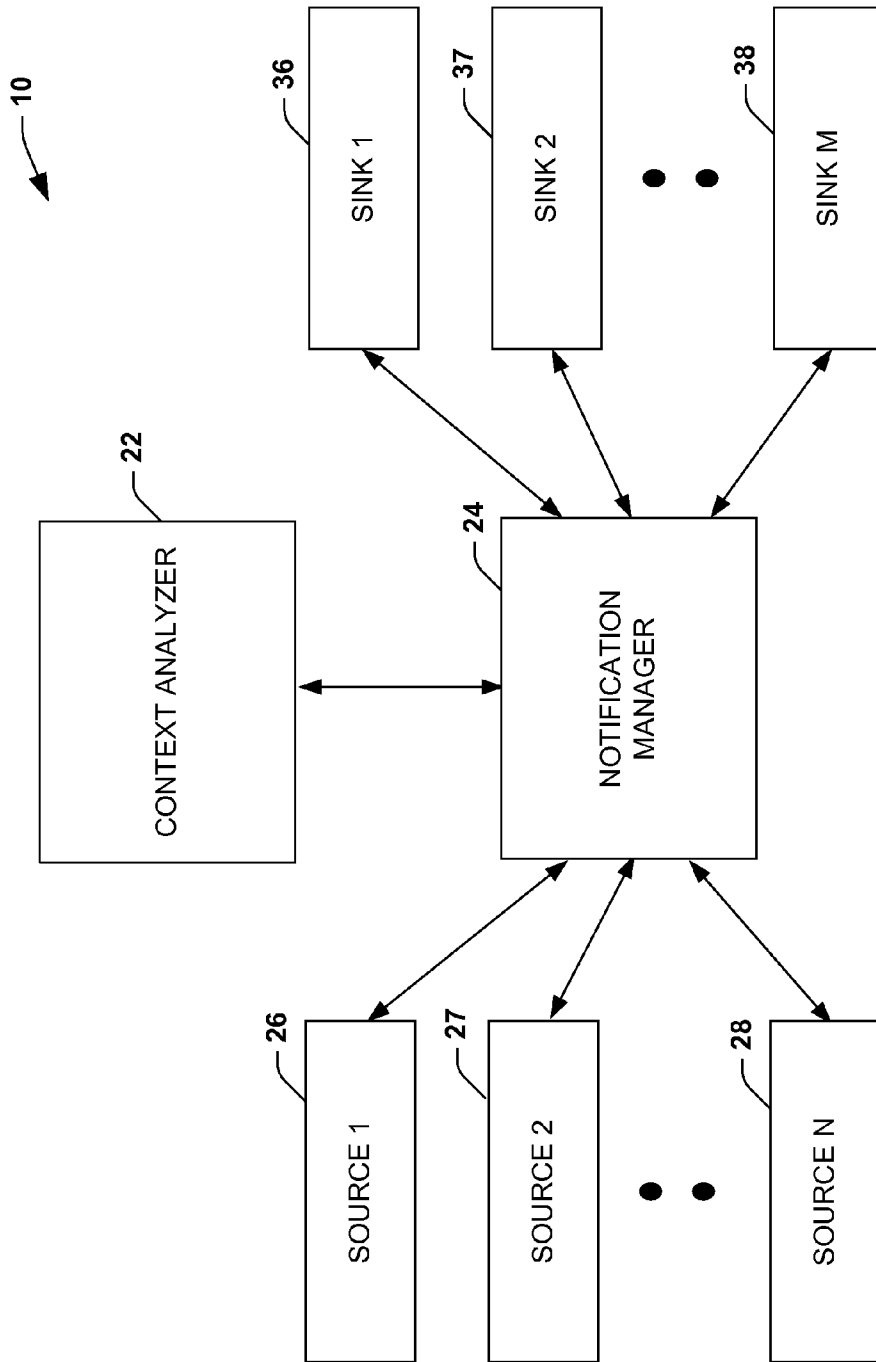 10
22
CONTEXT ANALYZER
24
NOTIFICATION
MANAGER
26
SOURCE 1
27
SOURCE 2
28
SOURCE N
36
SINK 1
37
SINK 2
38
SINK M